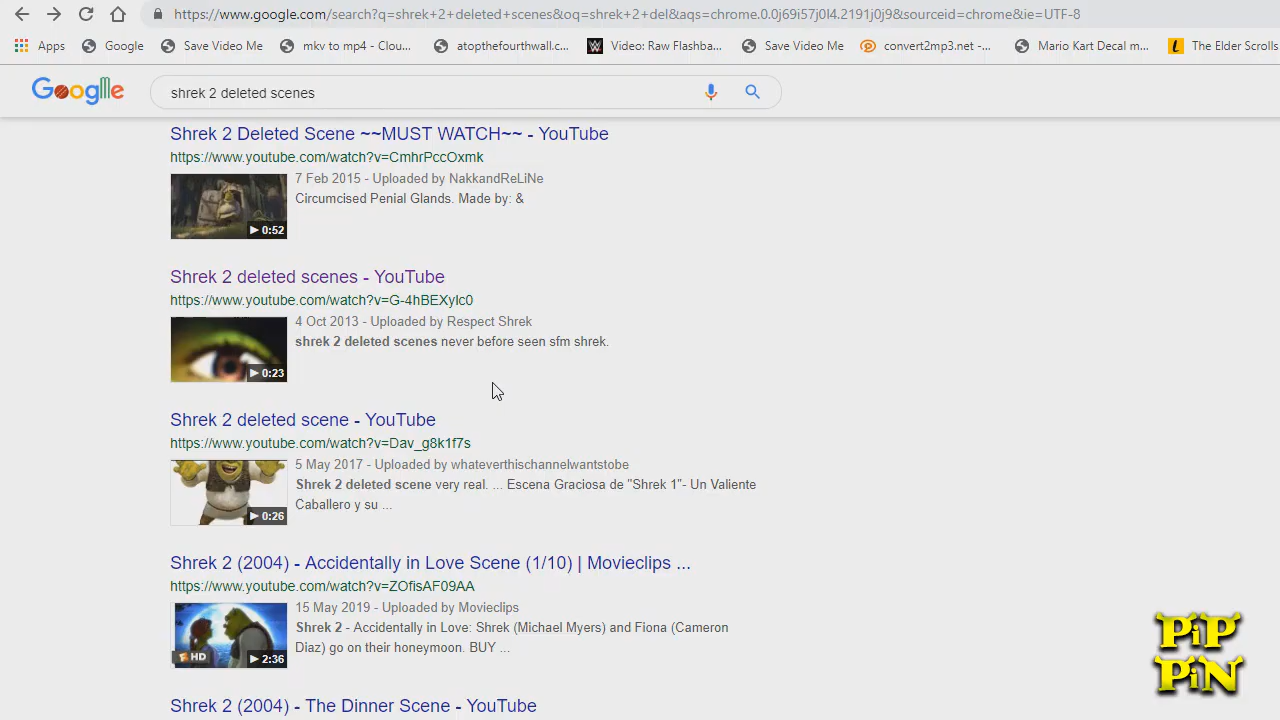 https://www.google.com/search?q=shrek+2+deleted+scenes&oq=shrek+2+del&aqs=chrome.0.0j69i57j0l4.2191j0j9&sourceid=chrome&ie=UTF-8
Apps Google Save Video Me mkv to mp4 - Clou... atopthefourthwall.c... Video: Raw Flashba... Save Video Me convert2mp3.net -... Mario Kart Decal m... The Elder Scrolls
Googlle shrek 2 deleted scenes
Shrek 2 Deleted Scene ~~MUST WATCH~~ - YouTube
https://www.youtube.com/watch?v=CmhrPccOxmk
7 Feb 2015 - Uploaded by NakkandReLiNe
Circumcised Penial Glands. Made by: &
0:52
Shrek 2 deleted scenes - YouTube
https://www.youtube.com/watch?v=G-4hBEXyIc0
4 Oct 2013 - Uploaded by Respect Shrek
shrek 2 deleted scenes never before seen sfm shrek.
0:23
Shrek 2 deleted scene - YouTube
https://www.youtube.com/watch?v=Dav_g8k1f7s
5 May 2017 - Uploaded by whateverthischannelwantstobe
Shrek 2 deleted scene very real. ... Escena Graciosa de "Shrek 1"- Un Valiente
Caballero y su ...
0:26
Shrek 2 (2004) - Accidentally in Love Scene (1/10) | Movieclips ...
https://www.youtube.com/watch?v=ZOfisAF09AA
15 May 2019 - Uploaded by Movieclips
Shrek 2 - Accidentally in Love: Shrek (Michael Myers) and Fiona (Cameron
Diaz) go on their honeymoon. BUY ...
HD 2:36
PiP
PiN
Shrek 2 (2004) - The Dinner Scene - YouTube